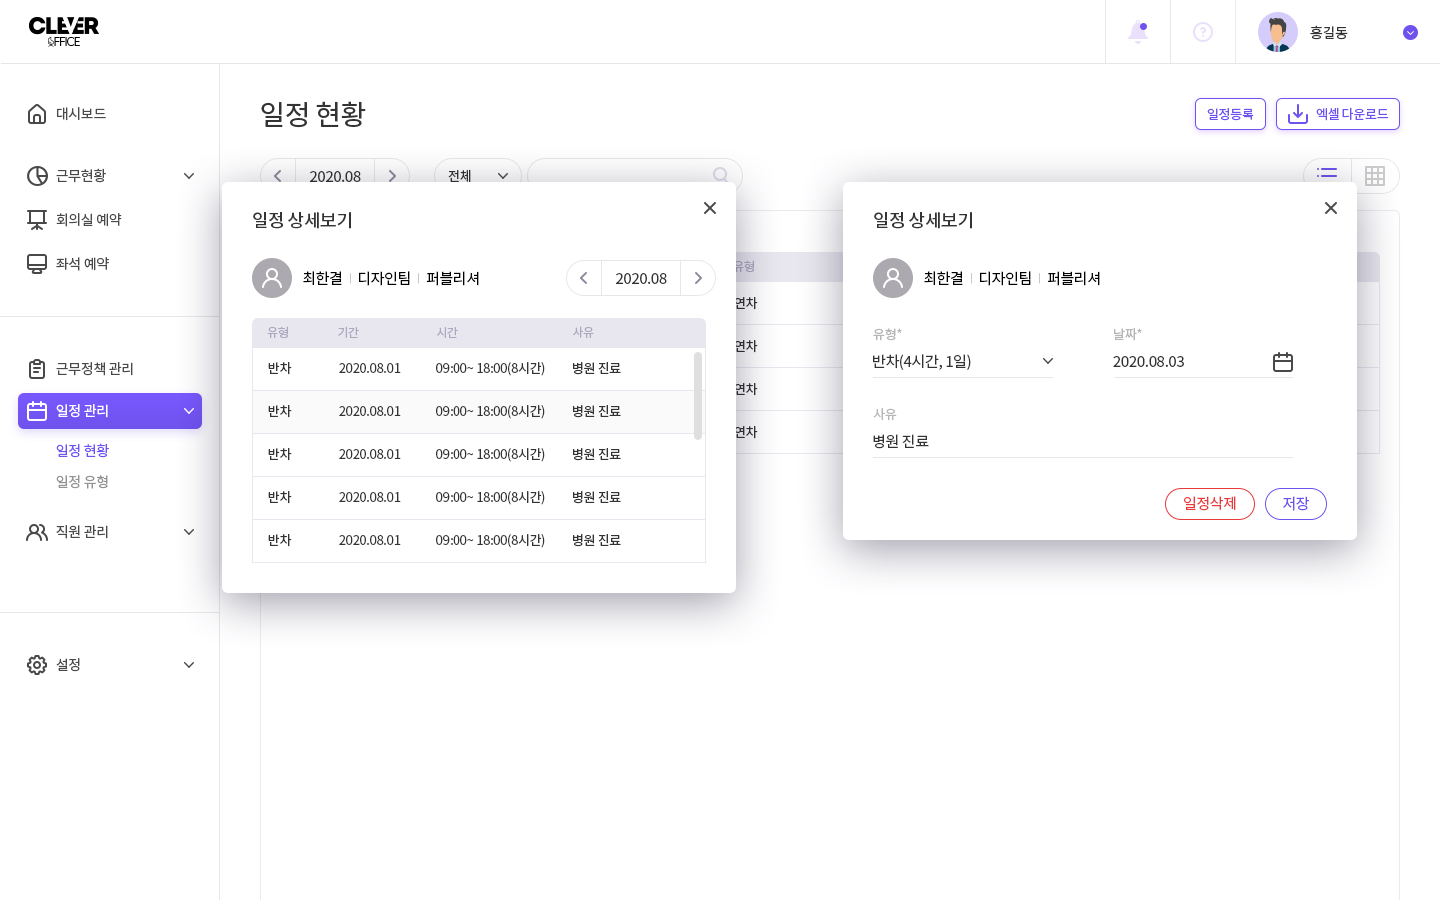 CLEVER
OFFICE
홍길동
대시보드
근무현황
회의실 예약
좌석 예약
근무정책 관리
일정 관리
일정 현황
일정 유형
직원 관리
설정
일정 현황
일정등록
엑셀 다운로드
2020.08
전체
유형
연차
연차
연차
연차
일정 상세보기
최한결 디자인팀 퍼블리셔
2020.08
유형 기간 시간 사유
반차 2020.08.01 09:00~ 18:00(8시간) 병원 진료
반차 2020.08.01 09:00~ 18:00(8시간) 병원 진료
반차 2020.08.01 09:00~ 18:00(8시간) 병원 진료
반차 2020.08.01 09:00~ 18:00(8시간) 병원 진료
반차 2020.08.01 09:00~ 18:00(8시간) 병원 진료
일정 상세보기
최한결 디자인팀 퍼블리셔
유형* 날짜*
반차(4시간, 1일) 2020.08.03
사유
병원 진료
일정삭제 저장